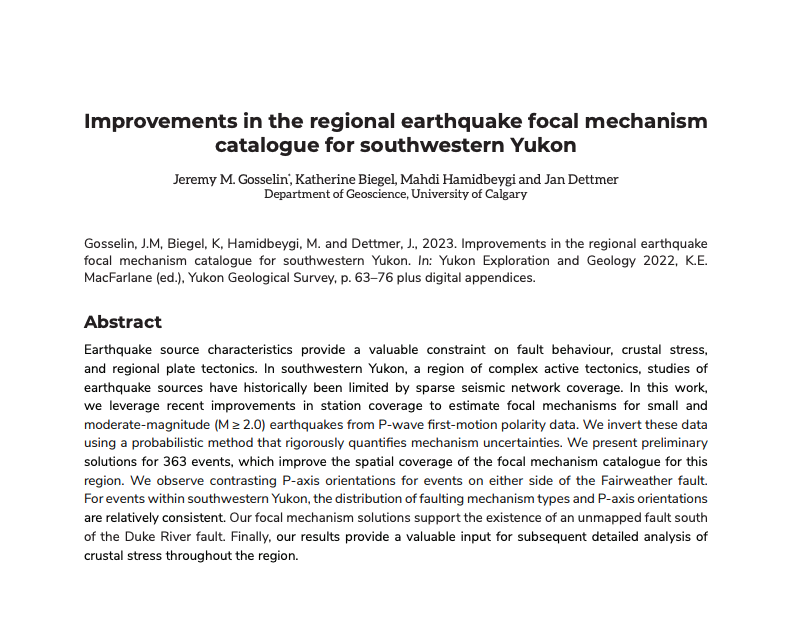 Improvements in the regional earthquake focal mechanism
catalogue for southwestern Yukon
Jeremy M. Gosselin*, Katherine Biegel, Mahdi Hamidbeygi and Jan Dettmer
Department of Geoscience, University of Calgary
Gosselin, J.M, Biegel, K, Hamidbeygi, M. and Dettmer, J., 2023. Improvements in the regional earthquake
focal mechanism catalogue for southwestern Yukon. In: Yukon Exploration and Geology 2022, K.E.
MacFarlane (ed.), Yukon Geological Survey, p. 63–76 plus digital appendices.
Abstract
Earthquake source characteristics provide a valuable constraint on fault behaviour, crustal stress,
and regional plate tectonics. In southwestern Yukon, a region of complex active tectonics, studies of
earthquake sources have historically been limited by sparse seismic network coverage. In this work,
we leverage recent improvements in station coverage to estimate focal mechanisms for small and
moderate-magnitude (M ≥ 2.0) earthquakes from P-wave first-motion polarity data. We invert these data
using a probabilistic method that rigorously quantifies mechanism uncertainties. We present preliminary
solutions for 363 events, which improve the spatial coverage of the focal mechanism catalogue for this
region. We observe contrasting P-axis orientations for events on either side of the Fairweather fault.
For events within southwestern Yukon, the distribution of faulting mechanism types and P-axis orientations
are relatively consistent. Our focal mechanism solutions support the existence of an unmapped fault south
of the Duke River fault. Finally, our results provide a valuable input for subsequent detailed analysis of
crustal stress throughout the region.